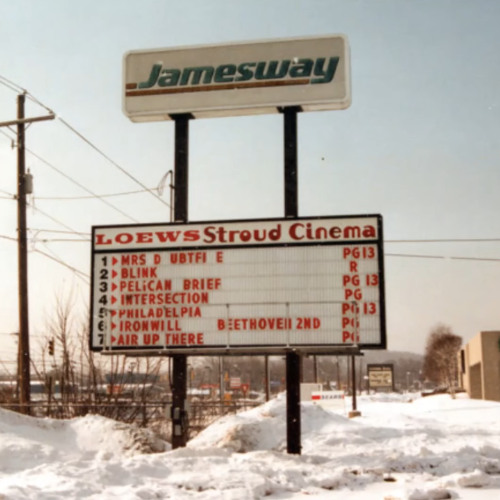 Jamesway
LOEWS Stroud Cinema
1 MRS D UBTFI E PG13
2 BLINK R
3 PELiCAN BRIEF PG 13
4 INTERSECTION PG
5 PHILADELPIA PG 13
6 IRONWILL BEETHOVEN 2ND PG
7 AIR UP THERE PG
SEARS